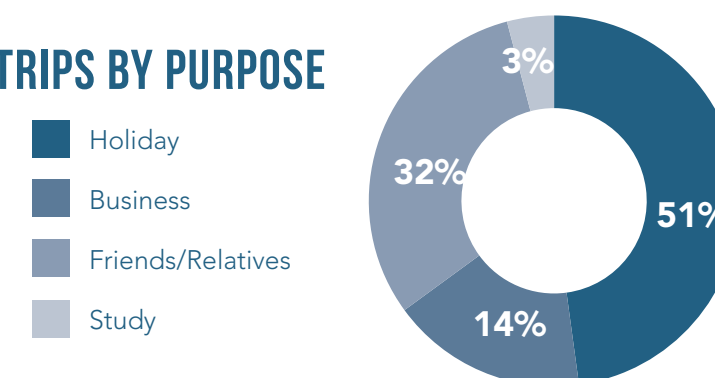 TRIPS BY PURPOSE
Holiday
Business
Friends/Relatives
Study
3%
32%
51%
14%